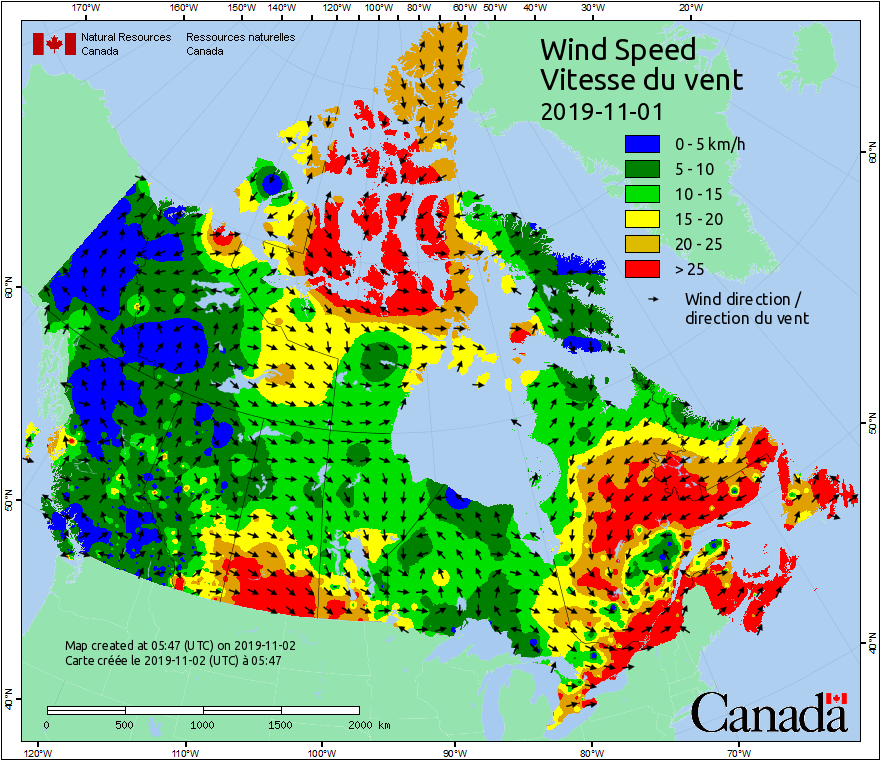 170°W 160°W 150°W 140°W 120°W 100°W 80°W 60°W 50°W 40°W 30°W 20°W
Natural Resources Canada
Ressources naturelles Canada
Wind Speed
Vitesse du vent
2019-11-01
0 - 5 km/h
5 - 10
10 - 15
15 - 20
20 - 25
> 25
Wind direction /
direction du vent
60°N
50°N
40°N
60°N
50°N
40°N
Map created at 05:47 (UTC) on 2019-11-02
Carte créée le 2019-11-02 (UTC) à 05:47
0 500 1000 1500 2000 km
Canada
120°W 110°W 100°W 90°W 80°W 70°W